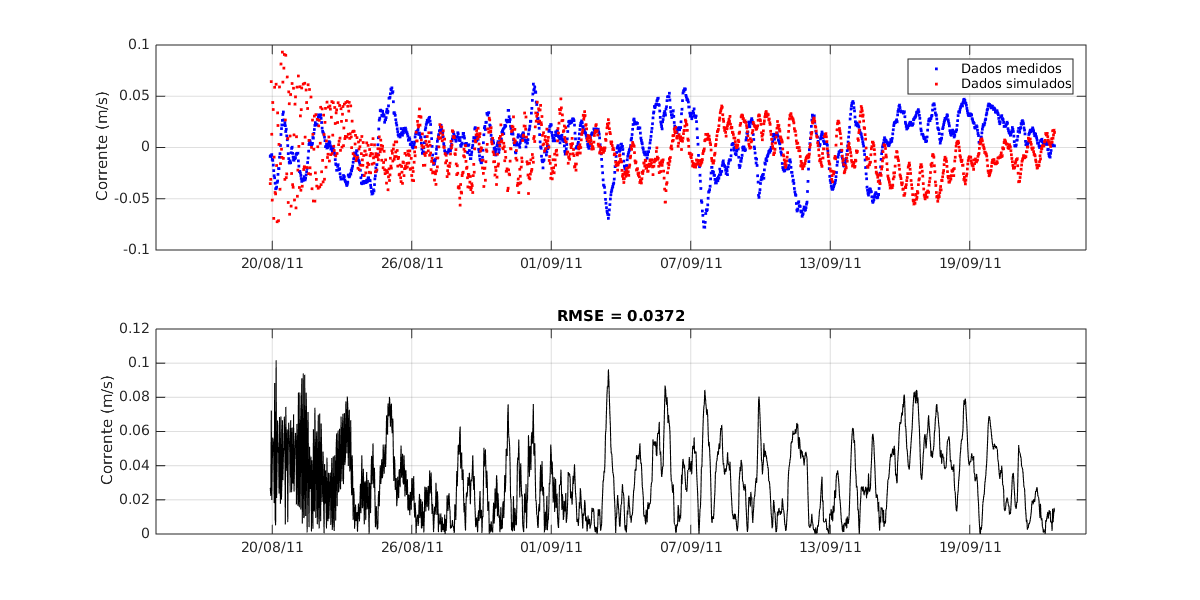 0.1
0.05
0
-0.05
-0.1
Corrente (m/s)
Dados medidos
Dados simulados
20/08/11 26/08/11 01/09/11 07/09/11 13/09/11 19/09/11
RMSE = 0.0372
0.12
0.1
0.08
0.06
0.04
0.02
0
Corrente (m/s)
20/08/11 26/08/11 01/09/11 07/09/11 13/09/11 19/09/11